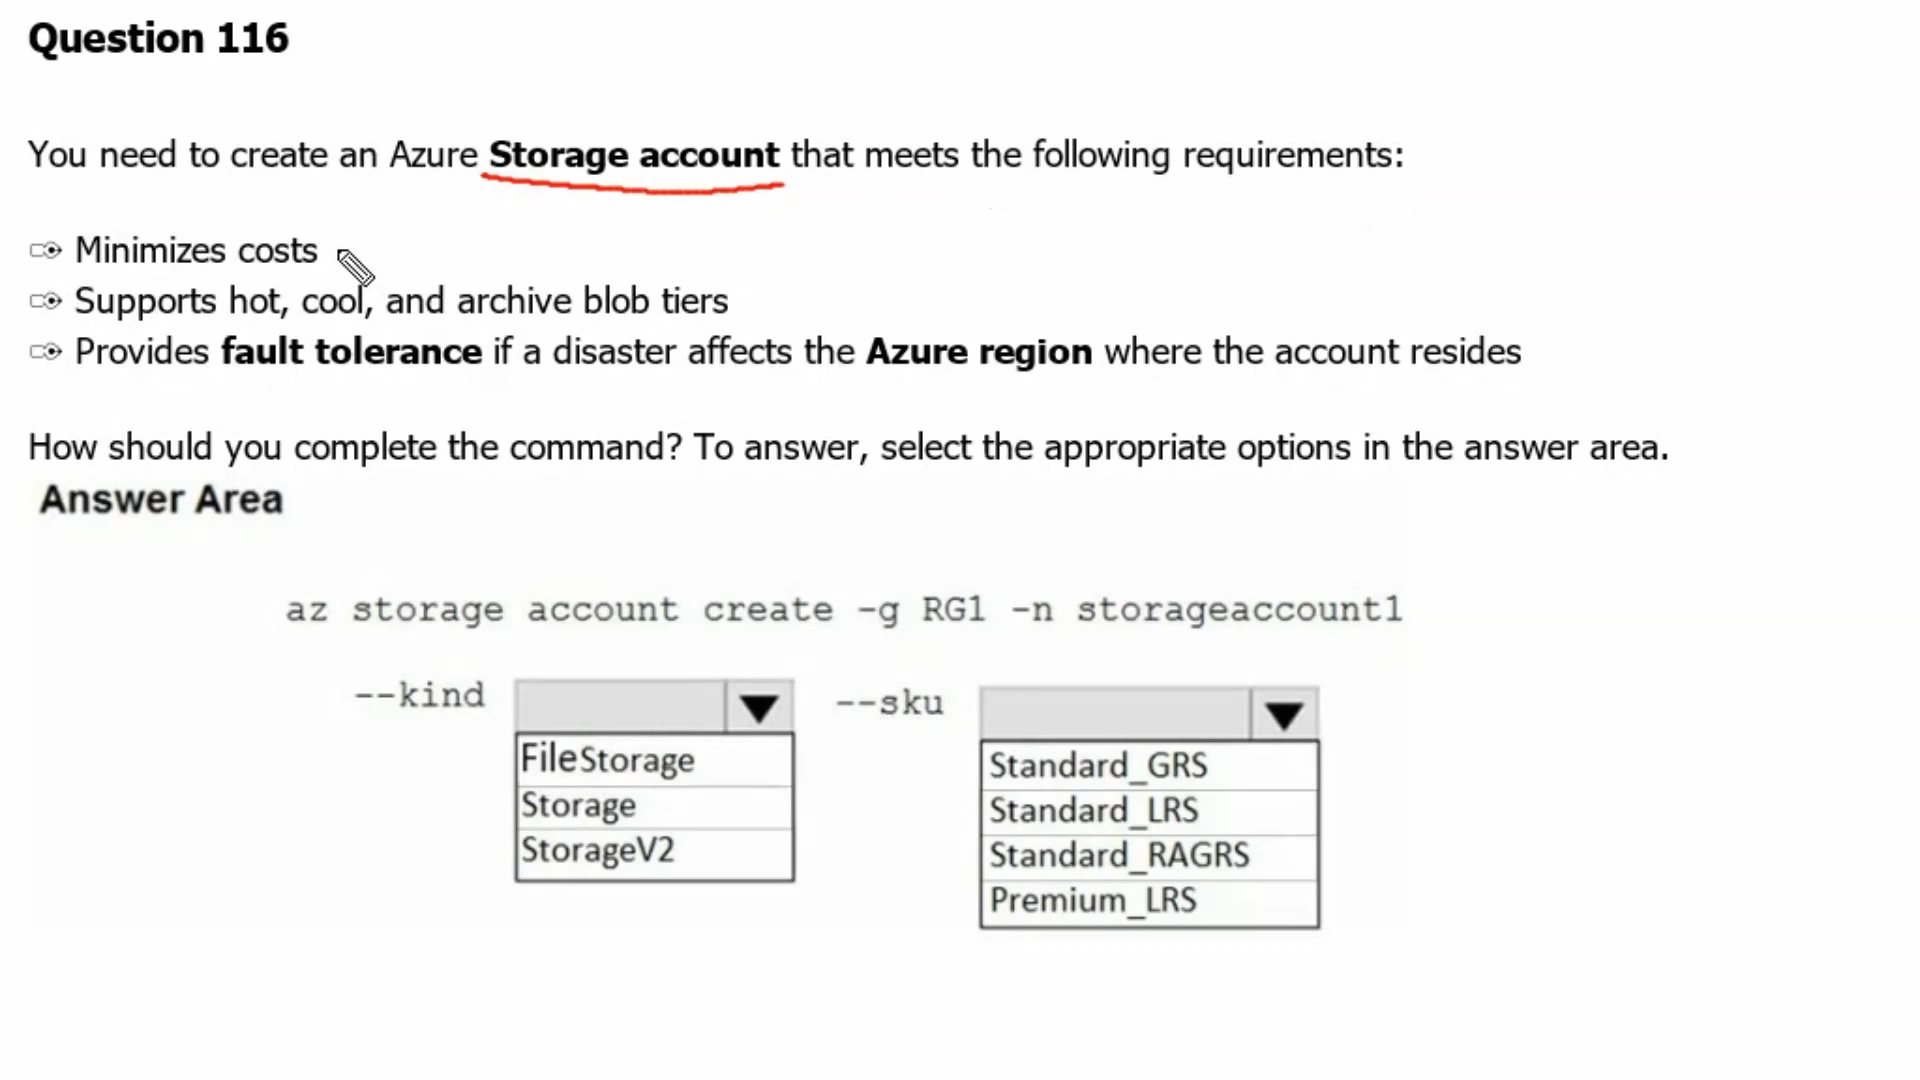 Question 116
You need to create an Azure Storage account that meets the following requirements:
Minimizes costs
Supports hot, cool, and archive blob tiers
Provides fault tolerance if a disaster affects the Azure region where the account resides
How should you complete the command? To answer, select the appropriate options in the answer area.
Answer Area
az storage account create -g RG1 -n storageaccount1
--kind
FileStorage
Storage
StorageV2
--sku
Standard_GRS
Standard_LRS
Standard_RAGRS
Premium_LRS